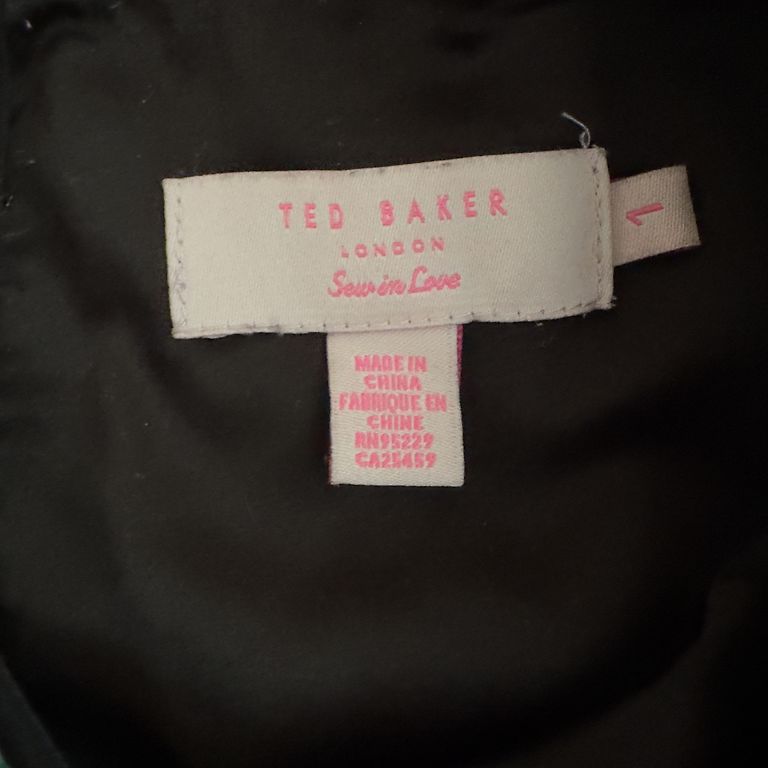 TED BAKER
LONDON
Sew in Love
1
MADE IN
CHINA
FABRIQUE EN
CHINE
RN95229
CA25459